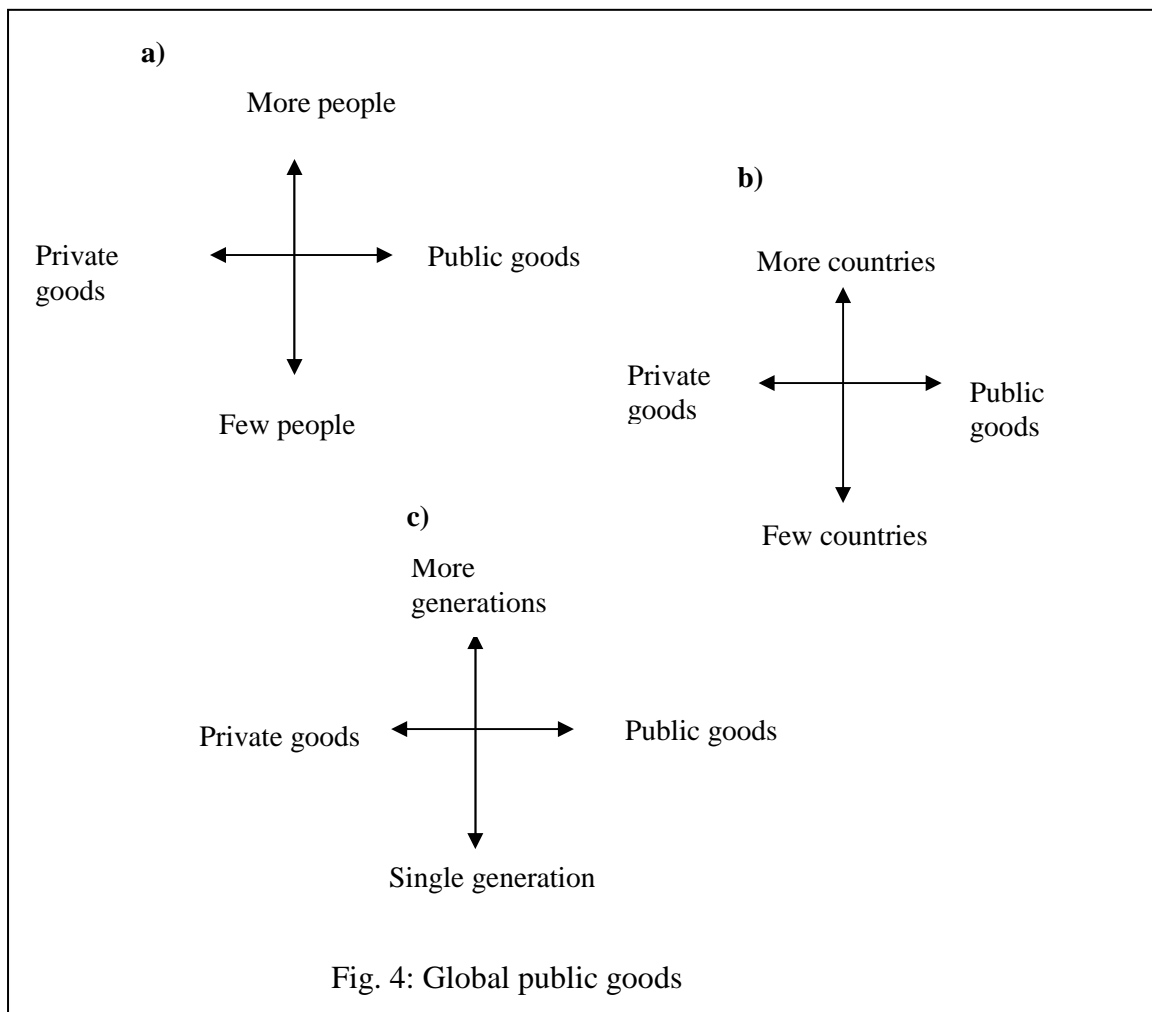 a)
More people
Private
goods
Public goods
Few people
b)
More countries
Private
goods
Public
goods
Few countries
c)
More
generations
Private goods
Public goods
Single generation
Fig. 4: Global public goods